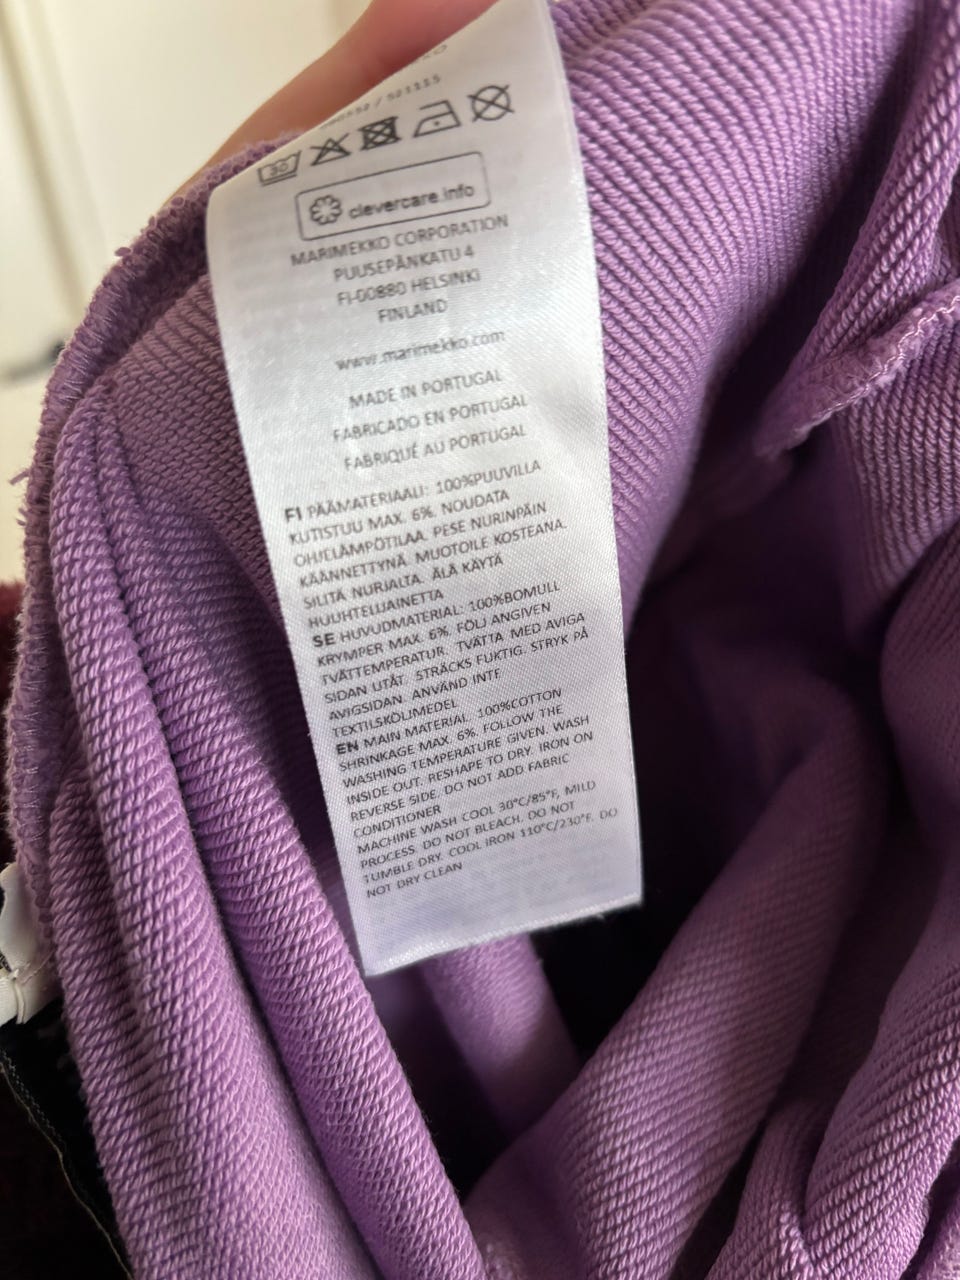 / 521115
30
clevercare.info
MARIMEKKO CORPORATION
PUUSEPÄNKATU 4
FI-00880 HELSINKI
FINLAND
www.marimekko.com
MADE IN PORTUGAL
FABRICADO EN PORTUGAL
FABRIQUÉ AU PORTUGAL
FI PÄÄMATERIAALI: 100%PUUVILLA
KUTISTUU MAX. 6%. NOUDATA
OHJELÄMPÖTILAA. PESE NURINPÄIN
KÄÄNNETTYNÄ. MUOTOILE KOSTEANA.
SILITÄ NURJALTA. ÄLÄ KÄYTÄ
HUUHTELUAINETTA
SE HUVUDMATERIAL: 100%BOMULL
KRYMPER MAX. 6%. FÖLJ ANGIVEN
TVÄTTEMPERATUR. TVÄTTA MED AVIGA
SIDAN UTÅT. STRÄCKS FUKTIG. STRYK PÅ
AVIGSIDAN. ANVÄND INTE
TEXTILSKÖLJMEDEL
EN MAIN MATERIAL: 100%COTTON
SHRINKAGE MAX. 6%. FOLLOW THE
WASHING TEMPERATURE GIVEN. WASH
INSIDE OUT. RESHAPE TO DRY. IRON ON
REVERSE SIDE. DO NOT ADD FABRIC
CONDITIONER
MACHINE WASH COOL 30°C/85°F, MILD
PROCESS. DO NOT BLEACH. DO NOT
TUMBLE DRY. COOL IRON 110°C/230°F. DO
NOT DRY CLEAN